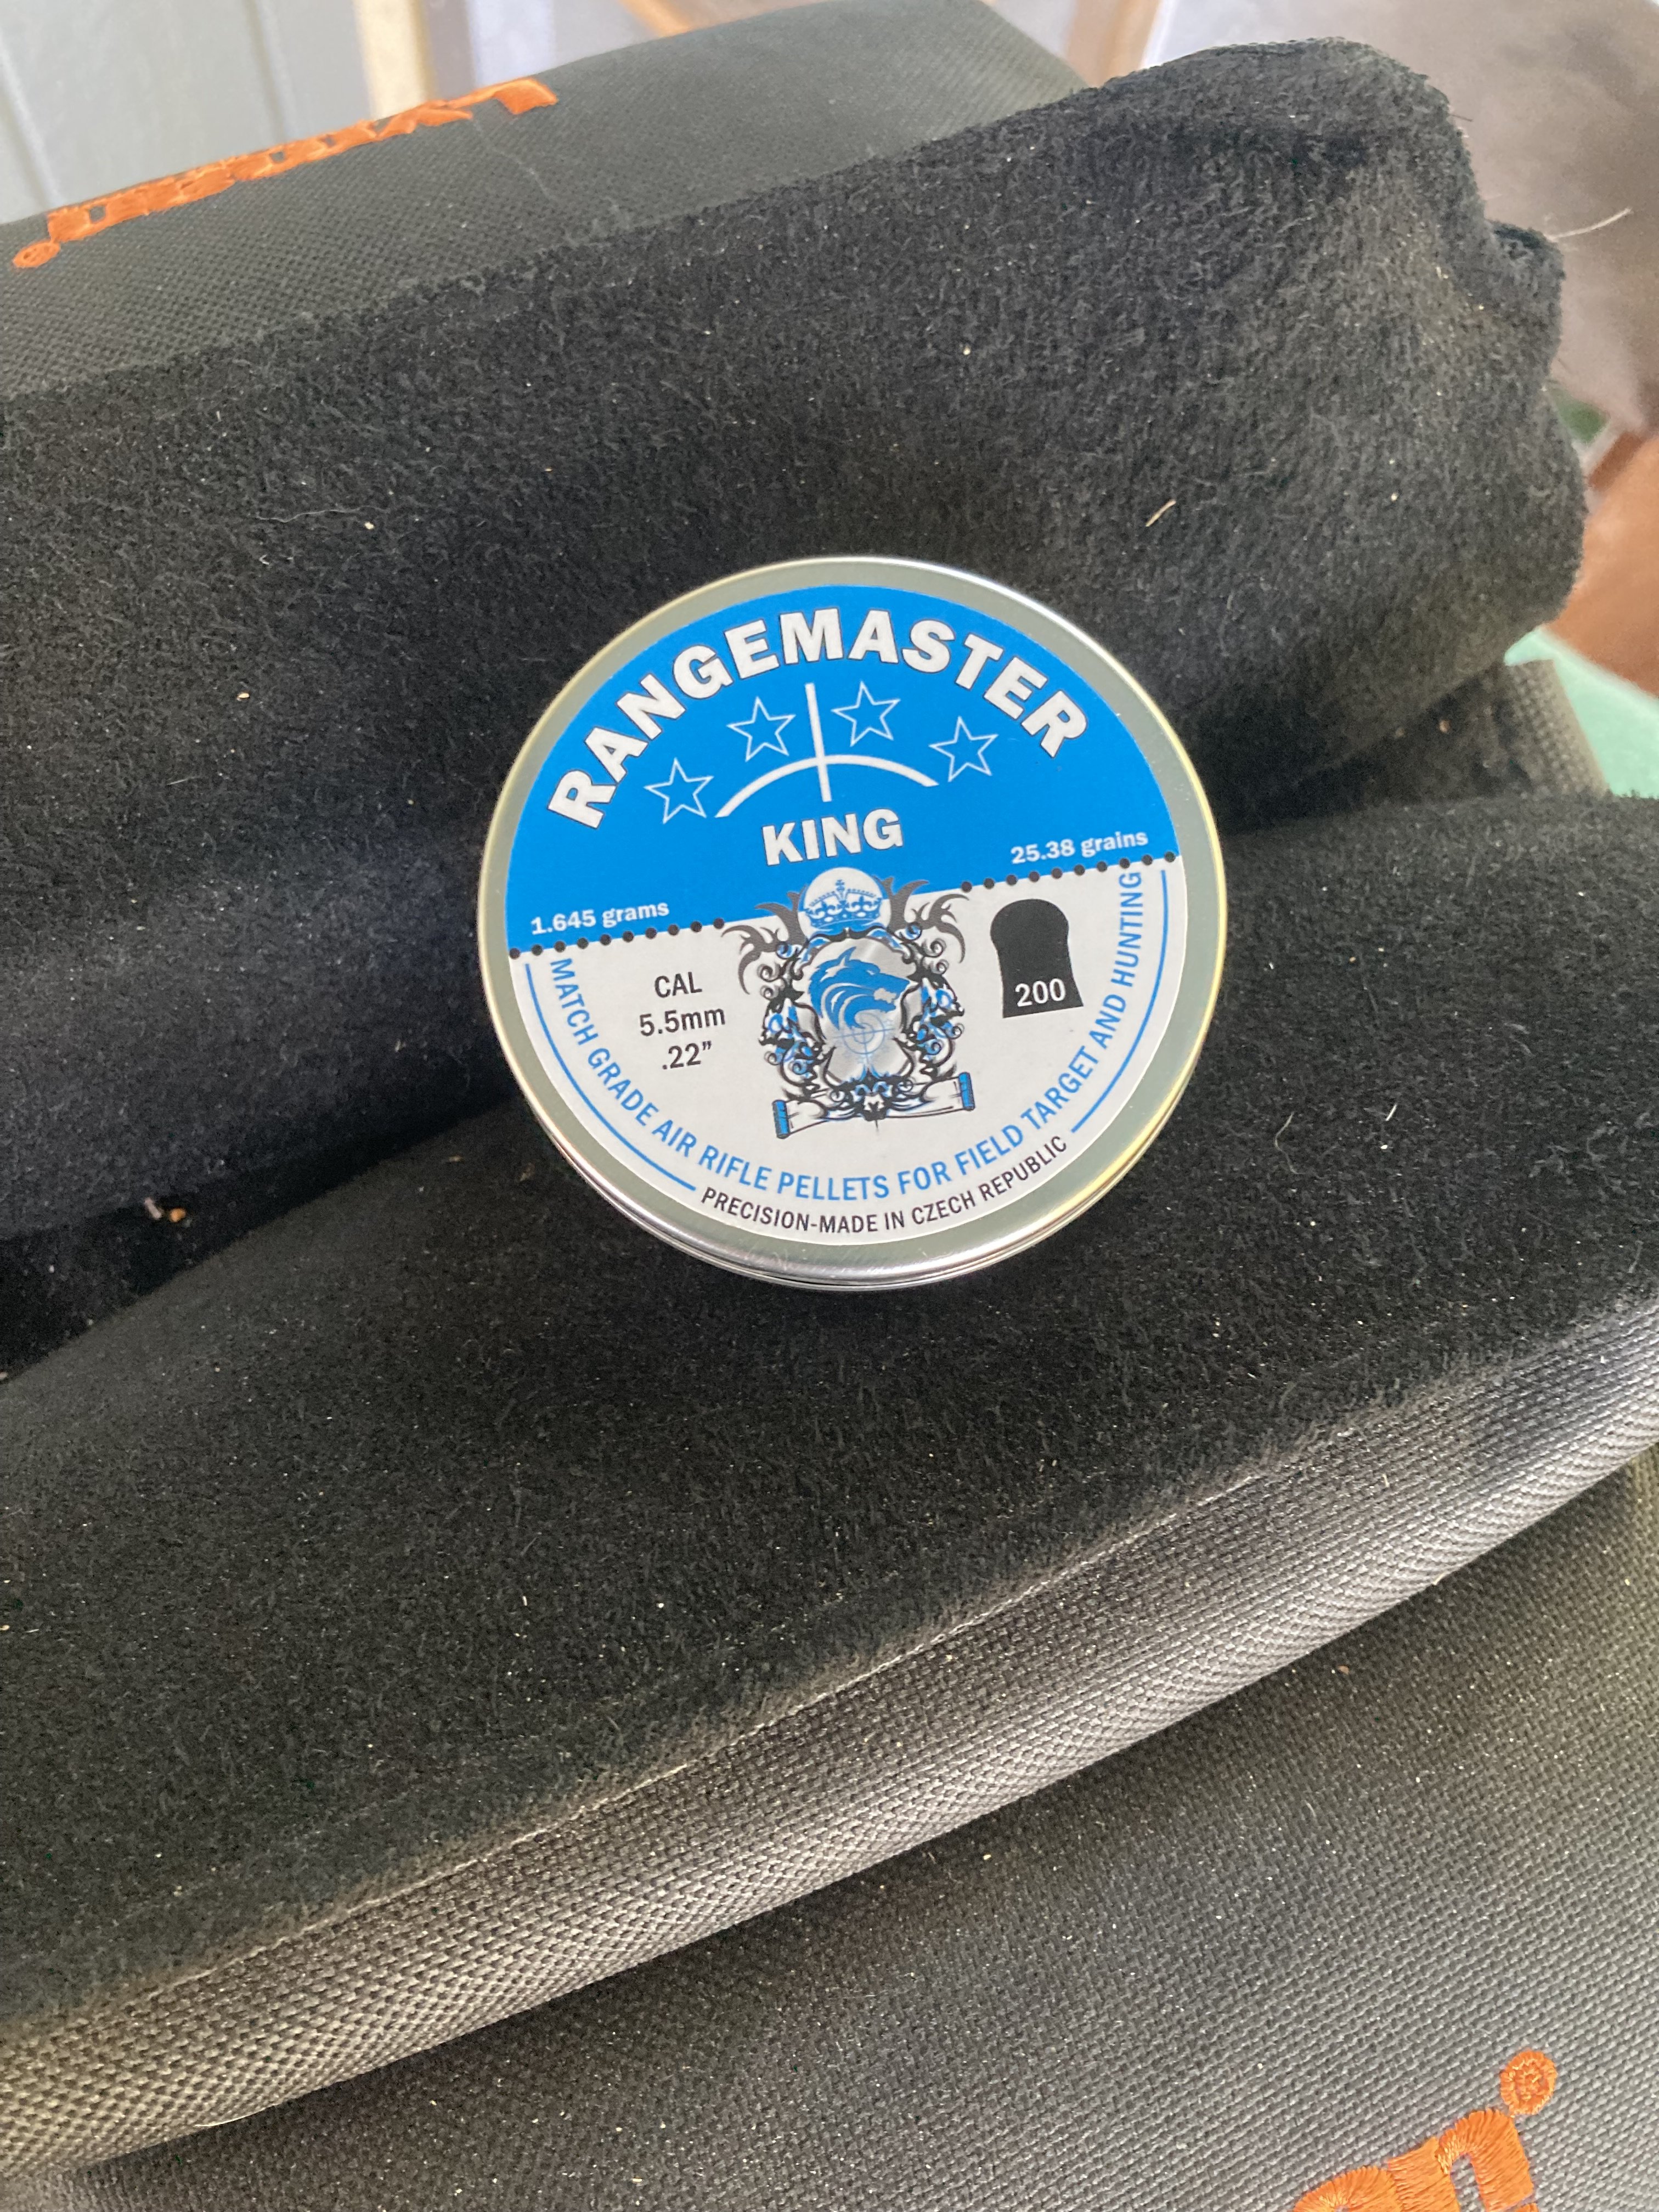 RANGEMASTER
KING
25.38 grains
1.645 grams
CAL
5.5mm
.22”
200
MATCH GRADE AIR RIFLE PELLETS FOR FIELD TARGET AND HUNTING
PRECISION-MADE IN CZECH REPUBLIC